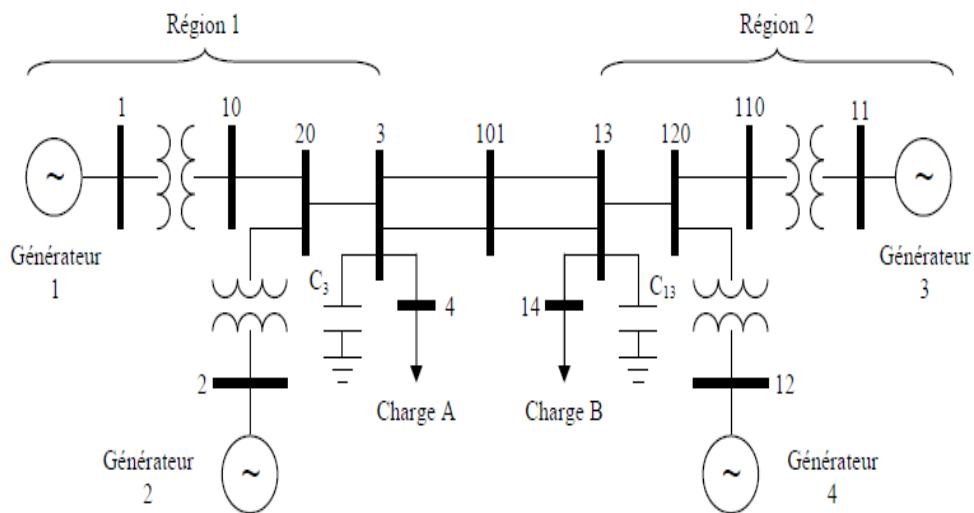 Région 1
Région 2
1
10
20
3
101
13
120
110
11
~
~
Générateur
1
Générateur
3
C3
4
14
C13
2
12
Charge A
Charge B
Générateur
2
~
~
Générateur
4